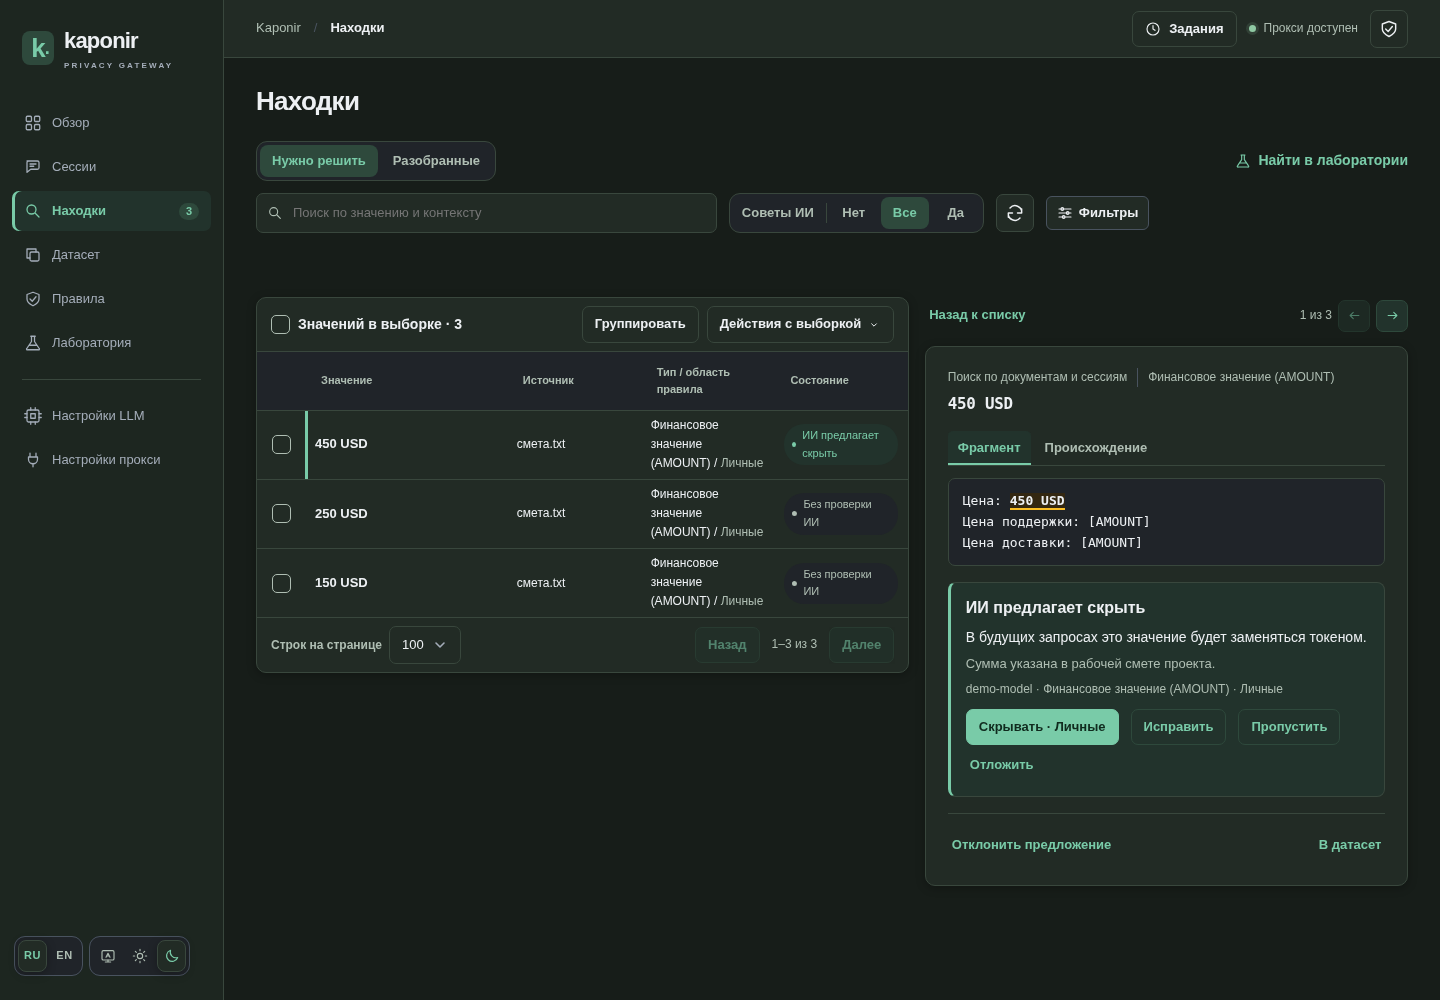 k.
kaponir
PRIVACY GATEWAY
Обзор
Сессии
Находки
3
Датасет
Правила
Лаборатория
Настройки LLM
Настройки прокси
RU
EN
Kaponir / Находки
Задания
Прокси доступен
Находки
Нужно решить
Разобранные
Найти в лаборатории
Поиск по значению и контексту
Советы ИИ
Нет
Все
Да
Фильтры
Значений в выборке · 3
Группировать
Действия с выборкой
Значение
Источник
Тип / область
правила
Состояние
450 USD
смета.txt
Финансовое
значение
(AMOUNT) / Личные
ИИ предлагает
скрыть
250 USD
смета.txt
Финансовое
значение
(AMOUNT) / Личные
Без проверки
ИИ
150 USD
смета.txt
Финансовое
значение
(AMOUNT) / Личные
Без проверки
ИИ
Строк на странице
100
Назад
1–3 из 3
Далее
Назад к списку
1 из 3
Поиск по документам и сессиям
Финансовое значение (AMOUNT)
450 USD
Фрагмент
Происхождение
Цена: 450 USD
Цена поддержки: [AMOUNT]
Цена доставки: [AMOUNT]
ИИ предлагает скрыть
В будущих запросах это значение будет заменяться токеном.
Сумма указана в рабочей смете проекта.
demo-model · Финансовое значение (AMOUNT) · Личные
Скрывать · Личные
Исправить
Пропустить
Отложить
Отклонить предложение
В датасет